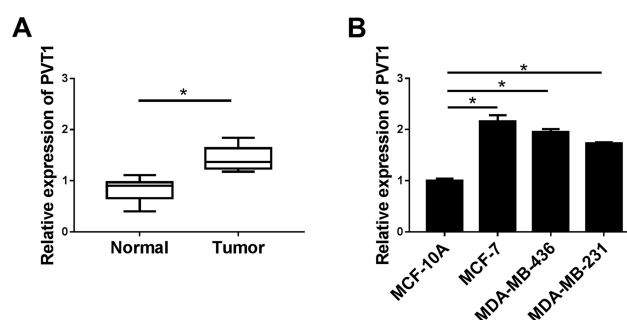 A
Relative expression of PVT1
3
2
1
0
*
Normal
Tumor
B
Relative expression of PVT1
3
2
1
0
*
*
*
MCF-10A
MCF-7
MDA-MB-436
MDA-MB-231